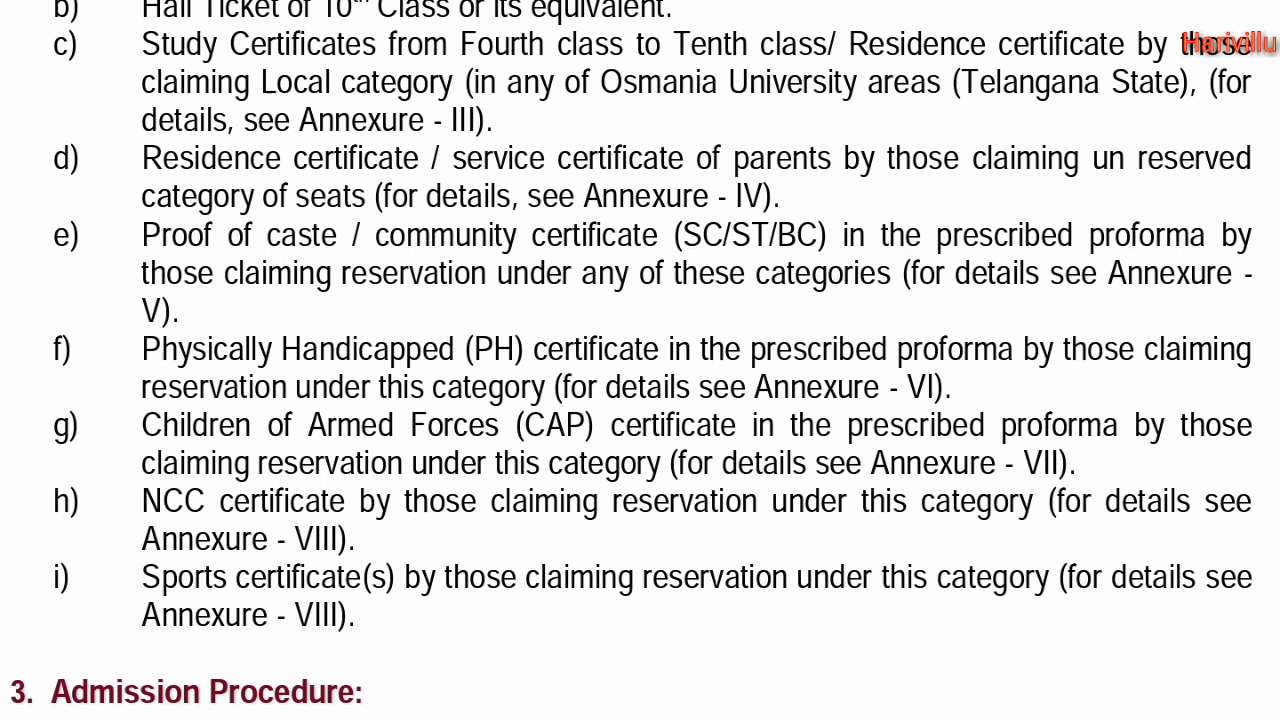 b) Hall Ticket of 10th Class or its equivalent.
c) Study Certificates from Fourth class to Tenth class/ Residence certificate by those
Harivillu
claiming Local category (in any of Osmania University areas (Telangana State), (for
details, see Annexure - III).
d) Residence certificate / service certificate of parents by those claiming un reserved
category of seats (for details, see Annexure - IV).
e) Proof of caste / community certificate (SC/ST/BC) in the prescribed proforma by
those claiming reservation under any of these categories (for details see Annexure -
V).
f) Physically Handicapped (PH) certificate in the prescribed proforma by those claiming
reservation under this category (for details see Annexure - VI).
g) Children of Armed Forces (CAP) certificate in the prescribed proforma by those
claiming reservation under this category (for details see Annexure - VII).
h) NCC certificate by those claiming reservation under this category (for details see
Annexure - VIII).
i) Sports certificate(s) by those claiming reservation under this category (for details see
Annexure - VIII).
3. Admission Procedure: